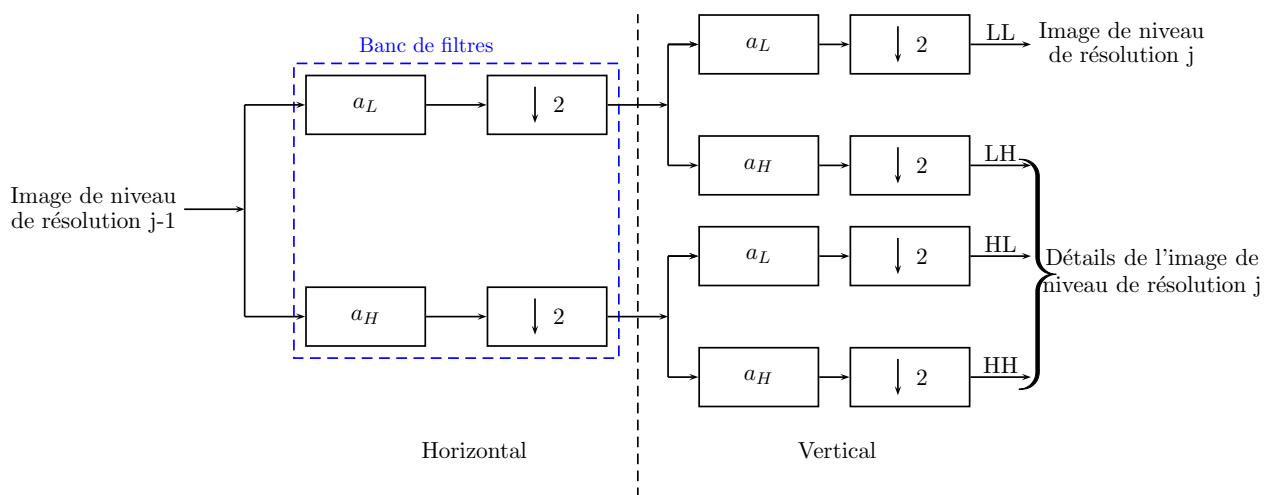 Banc de filtres
a_L
↓ 2
a_L
↓ 2
LL
Image de niveau
de résolution j
a_H
↓ 2
LH
Image de niveau
de résolution j-1
a_L
↓ 2
HL
Détails de l'image de
niveau de résolution j
a_H
↓ 2
a_H
↓ 2
HH
Horizontal
Vertical